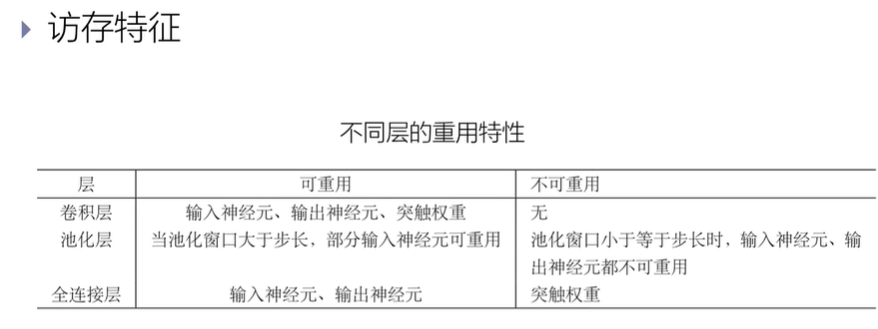 访存特征
不同层的重用特性
层 可重用 不可重用
卷积层 输入神经元、输出神经元、突触权重 无
池化层 当池化窗口大于步长，部分输入神经元可重用 池化窗口小于等于步长时，输入神经元、输
出神经元都不可重用
全连接层 输入神经元、输出神经元 突触权重